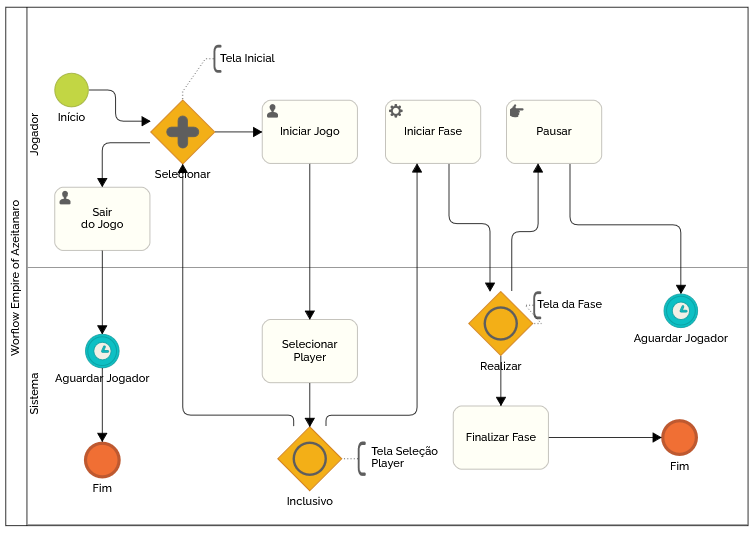 Worflow Empire of Azeitanaro
Jogador
Início
Tela Inicial
Selecionar
Iniciar Jogo
Iniciar Fase
Pausar
Sair
do Jogo
Sistema
Aguardar Jogador
Fim
Selecionar
Player
Inclusivo
Tela Seleção
Player
Tela da Fase
Realizar
Aguardar Jogador
Finalizar Fase
Fim